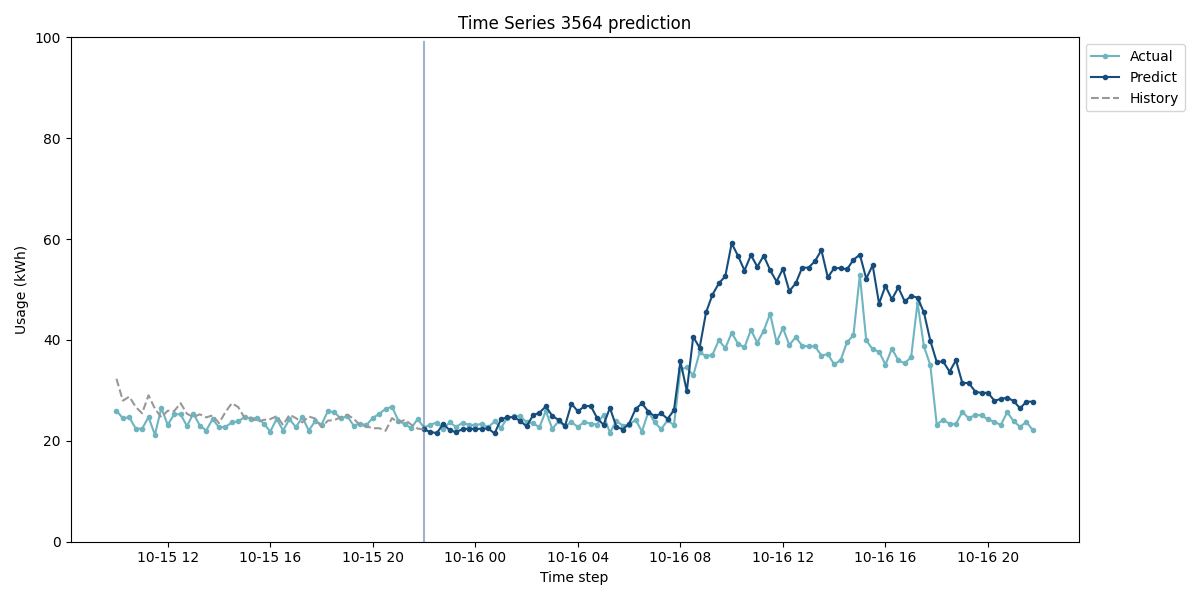 Time Series 3564 prediction
100
80
60
40
20
0
Usage (kWh)
10-15 12
10-15 16
10-15 20
10-16 00
10-16 04
10-16 08
10-16 12
10-16 16
10-16 20
Time step
Actual
Predict
History